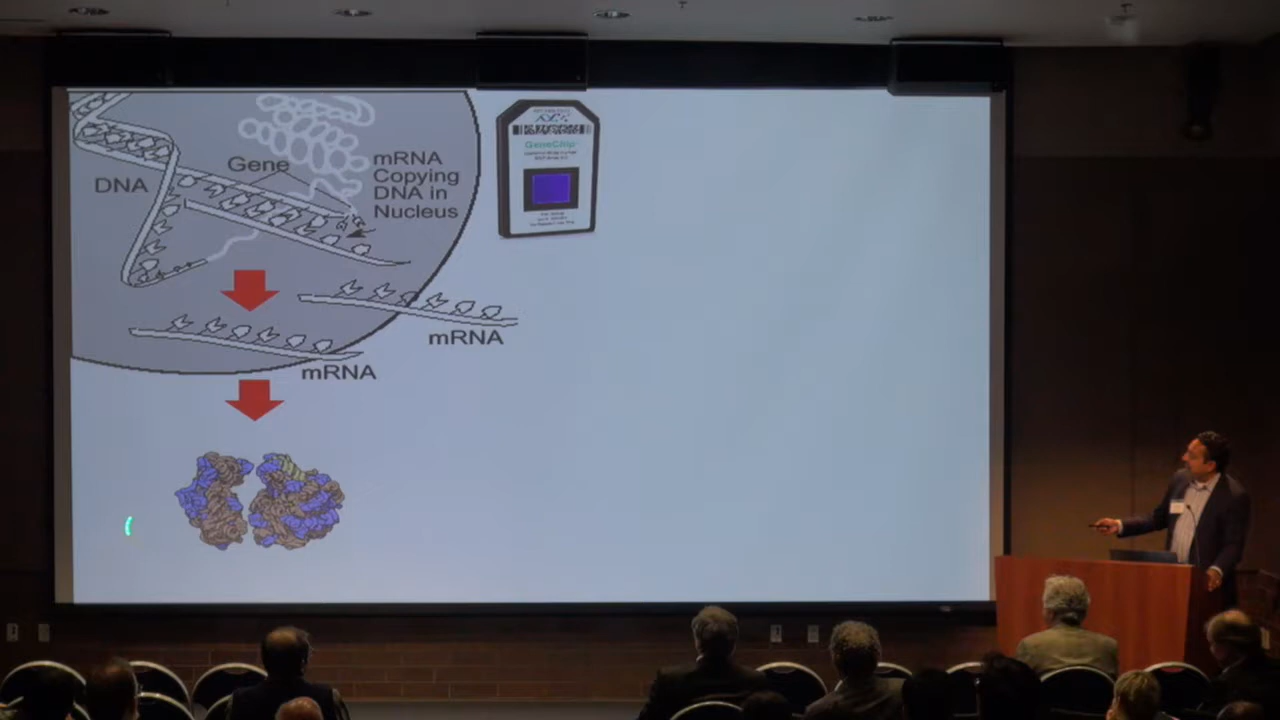 Gene
DNA
mRNA
Copying
DNA in
Nucleus
mRNA
mRNA
GeneChip